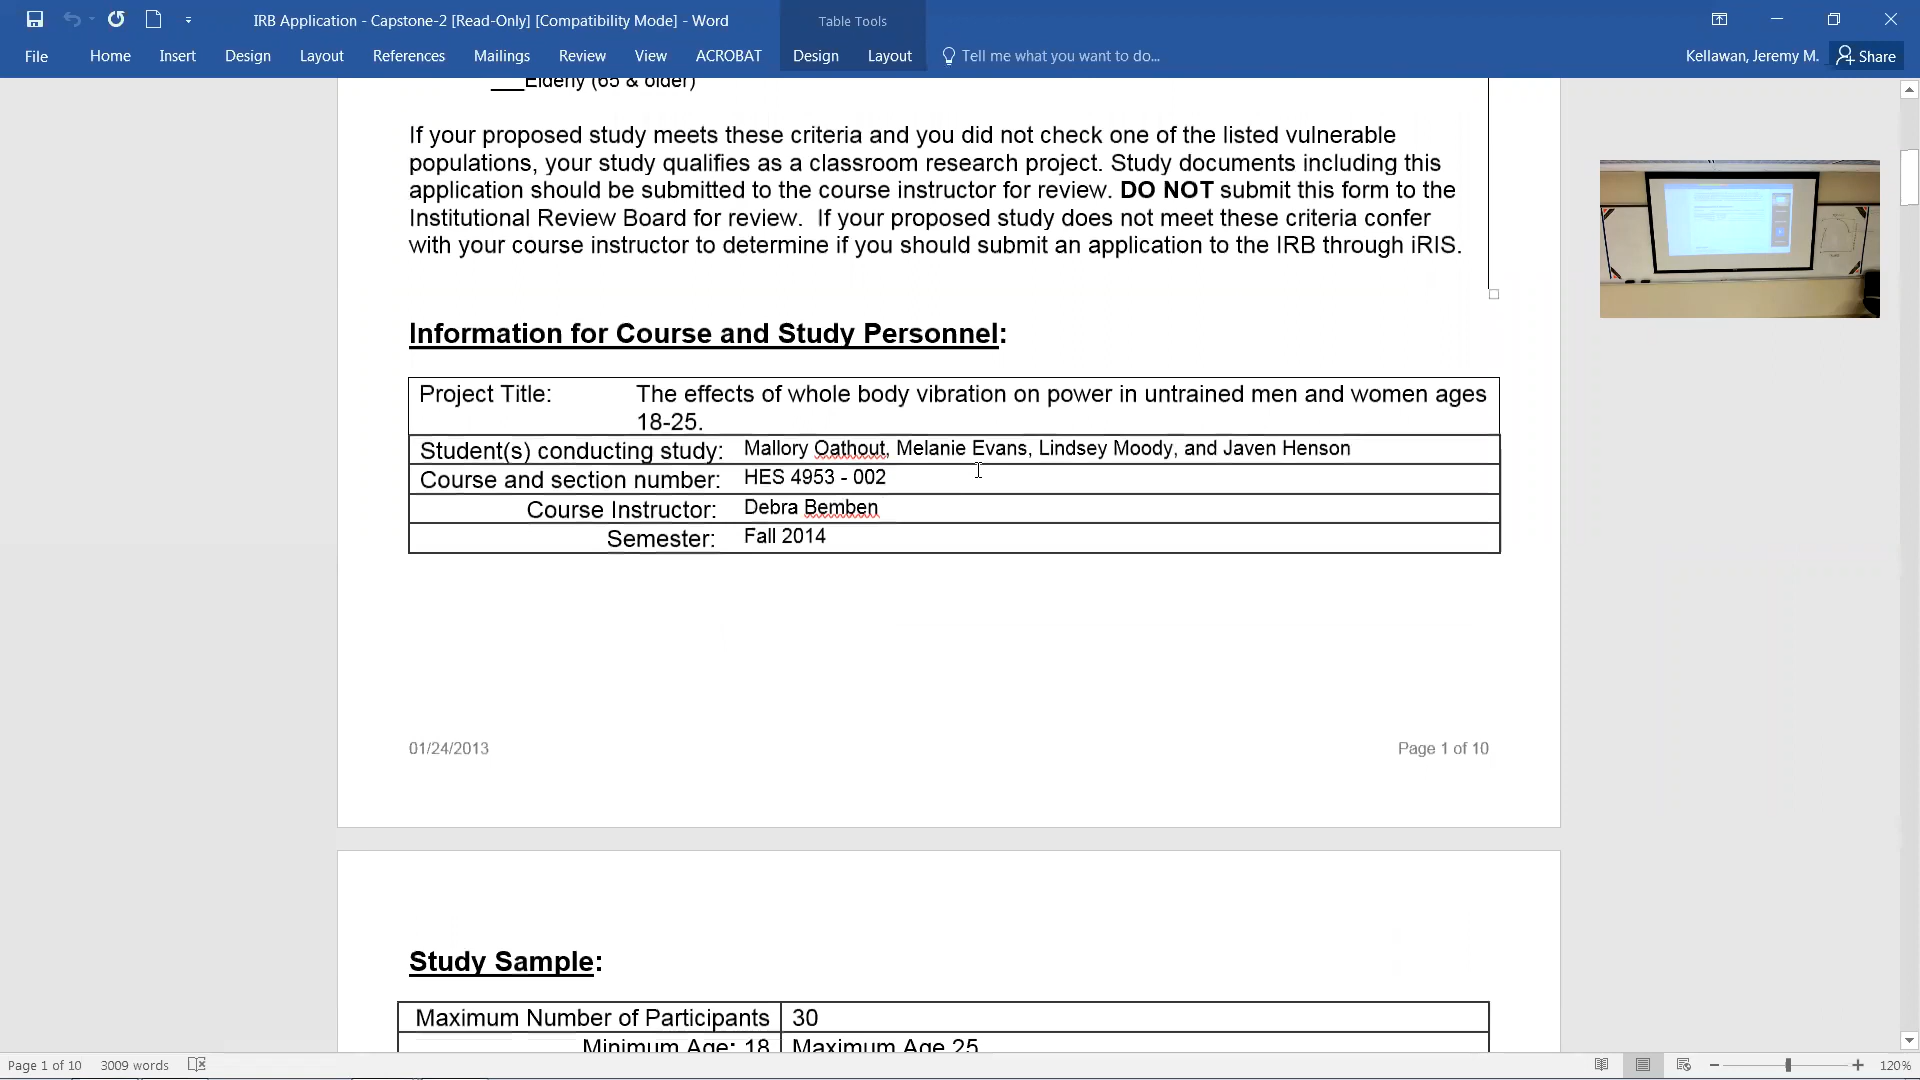 IRB Application - Capstone-2 [Read-Only] [Compatibility Mode] - Word
Table Tools
File Home Insert Design Layout References Mailings Review View ACROBAT Design Layout Tell me what you want to do... Kellawan, Jeremy M. Share
___Elderly (65 & older)
If your proposed study meets these criteria and you did not check one of the listed vulnerable
populations, your study qualifies as a classroom research project. Study documents including this
application should be submitted to the course instructor for review. DO NOT submit this form to the
Institutional Review Board for review.  If your proposed study does not meet these criteria confer
with your course instructor to determine if you should submit an application to the IRB through iRIS.
Information for Course and Study Personnel:
Project Title: The effects of whole body vibration on power in untrained men and women ages
18-25.
Student(s) conducting study: Mallory Oathout, Melanie Evans, Lindsey Moody, and Javen Henson
Course and section number: HES 4953 - 002
Course Instructor: Debra Bemben
Semester: Fall 2014
01/24/2013 Page 1 of 10
Study Sample:
Maximum Number of Participants 30
Minimum Age: 18 Maximum Age 25
Page 1 of 10 3009 words 120%